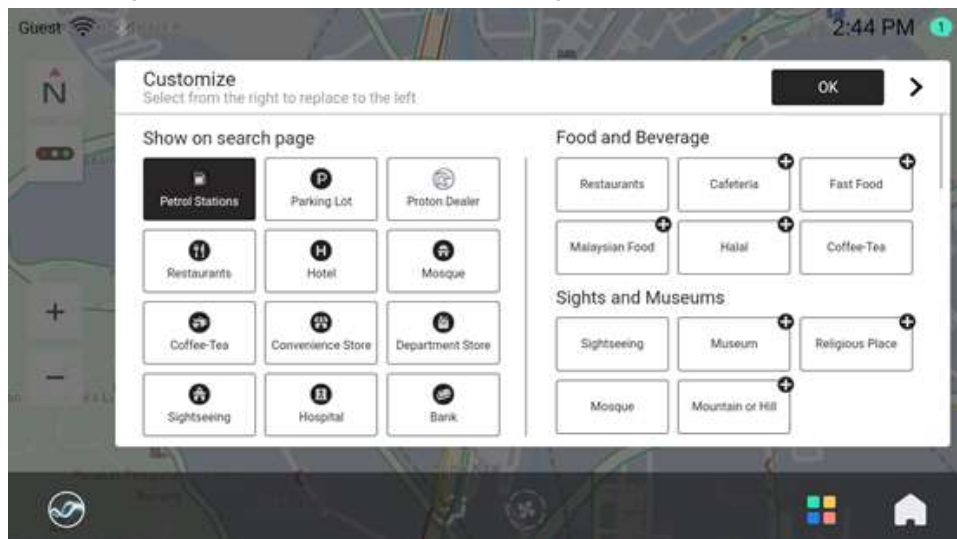 Guest
2:44 PM
1
N
Customize
Select from the right to replace to the left
OK
Show on search page
Petrol Stations
P
Parking Lot
Proton Dealer
Restaurants
H
Hotel
Mosque
Coffee-Tea
Convenience Store
Department Store
Sightseeing
H
Hospital
Bank
Food and Beverage
Restaurants
Cafeteria
Fast Food
Malaysian Food
Halal
Coffee-Tea
Sights and Museums
Sightseeing
Museum
Religious Place
Mosque
Mountain or Hill